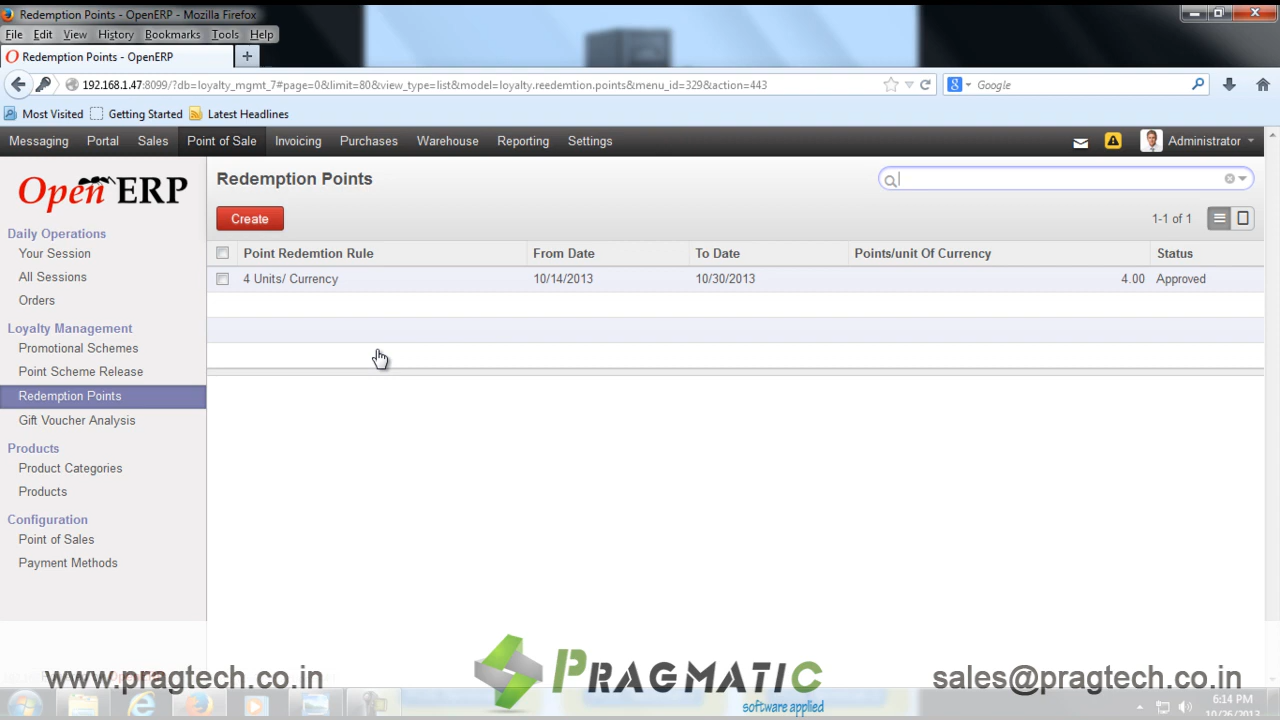 Redemption Points - OpenERP - Mozilla Firefox
File Edit View History Bookmarks Tools Help
Redemption Points - OpenERP
192.168.1.47:8099/?db=loyalty_mgmt_7#page=0&limit=80&view_type=list&model=loyalty.reedemtion.points&menu_id=329&action=443
Google
Most Visited Getting Started Latest Headlines
Messaging Portal Sales Point of Sale Invoicing Purchases Warehouse Reporting Settings Administrator
Open ERP
Redemption Points
Create
1-1 of 1
Daily Operations
Your Session
All Sessions
Orders
Loyalty Management
Promotional Schemes
Point Scheme Release
Redemption Points
Gift Voucher Analysis
Products
Product Categories
Products
Configuration
Point of Sales
Payment Methods
Point Redemtion Rule From Date To Date Points/unit Of Currency Status
4 Units/ Currency 10/14/2013 10/30/2013 4.00 Approved
www.pragtech.co.in
PRAGMATIC
software applied
sales@pragtech.co.in
6:14 PM
10/26/2013